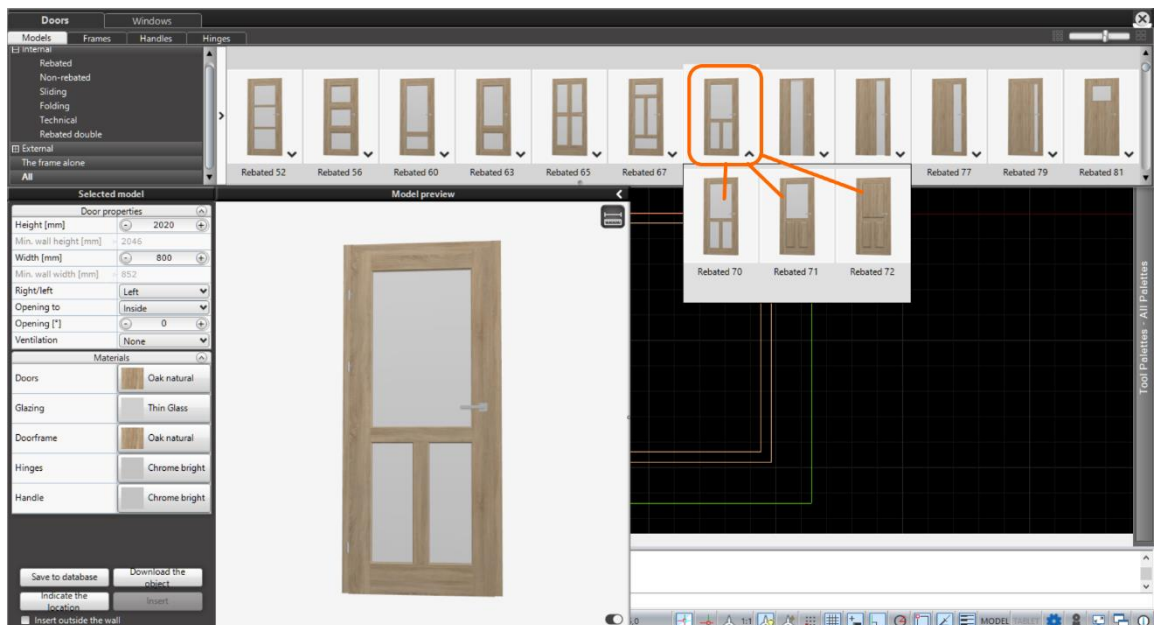 Doors Windows
Models Frames Handles Hinges
Internal
Rebated
Non-rebated
Sliding
Folding
Technical
Rebated double
External
The frame alone
All
Rebated 52 Rebated 56 Rebated 60 Rebated 63 Rebated 65 Rebated 67 Rebated 77 Rebated 79 Rebated 81
Rebated 70 Rebated 71 Rebated 72
Selected model
Model preview
Door properties
Height [mm] - 2020 +
Min. wall height [mm] 2046
Width [mm] - 800 +
Min. wall width [mm] 852
Right/left Left
Opening to Inside
Opening [°] - 0 +
Ventilation None
Materials
Doors Oak natural
Glazing Thin Glass
Doorframe Oak natural
Hinges Chrome bright
Handle Chrome bright
Save to database
Download the object
Indicate the location
Insert
Insert outside the wall
Tool Palettes - All Palettes
1:1 MODEL TABLET